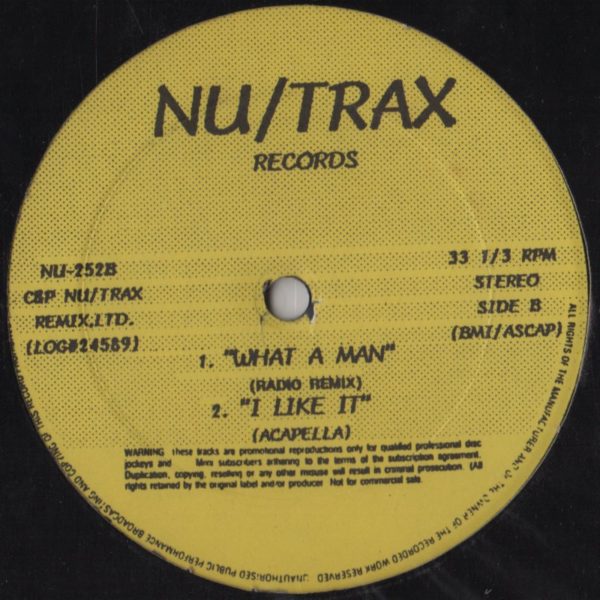 NU/TRAX
RECORDS
NU-252B
C&P NU/TRAX
REMIX,LTD.
(LOG#24589)
33 1/3 RPM
STEREO
SIDE B
(BMI/ASCAP)
1. "WHAT A MAN"
(RADIO REMIX)
2. "I LIKE IT"
(ACAPELLA)
WARNING These tracks are promotional reproductions only for qualified professional disc
jockeys and Minx subscribers arthering to the terms of the subscription agreement.
Duplication, copying, reselling or any other misuse will result in criminal prosecution. (All
rights retained by the original label and/or producer Not for commercial sale.
ALL RIGHTS OF THE MANUFACTURER AND OF THE OWNER OF THE RECORDED WORK RESERVED UNAUTHORISED PUBLIC PERFORMANCE BROADCASTING AND COPYING OF THIS RECORD